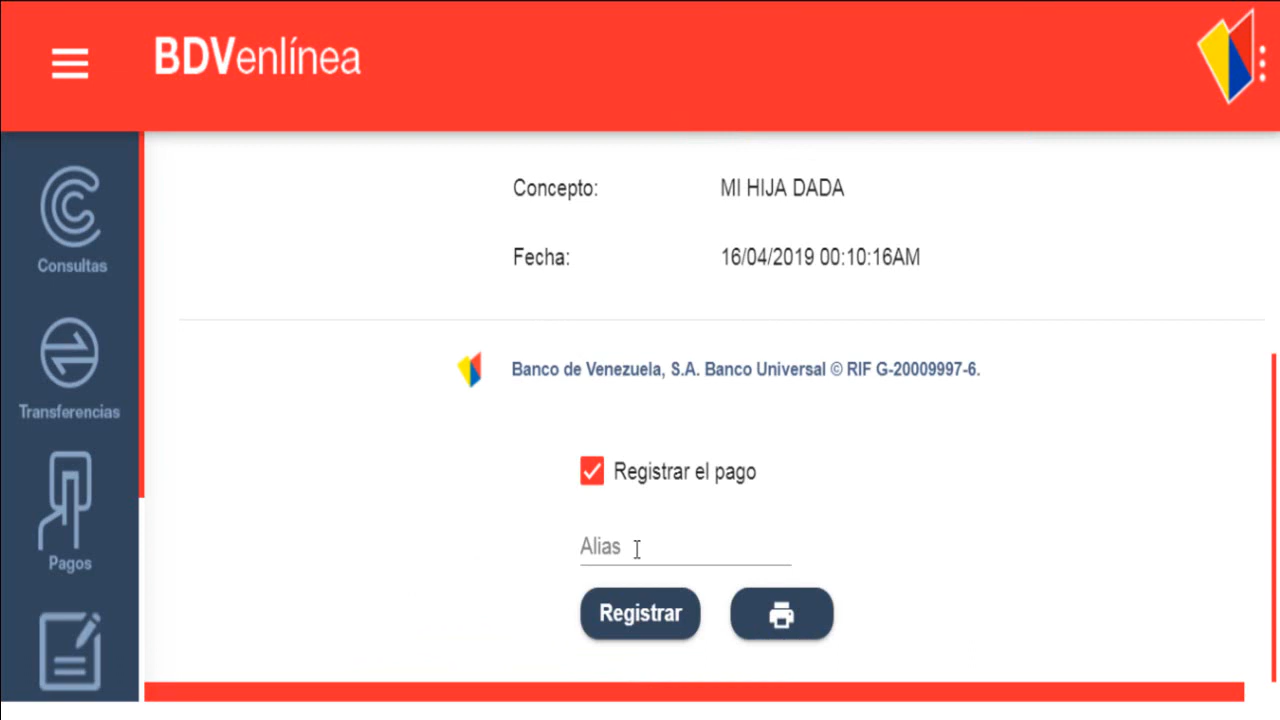 BDVenlínea
Consultas
Transferencias
Pagos
Concepto: MI HIJA DADA
Fecha: 16/04/2019 00:10:16AM
Banco de Venezuela, S.A. Banco Universal © RIF G-20009997-6.
Registrar el pago
Alias
Registrar